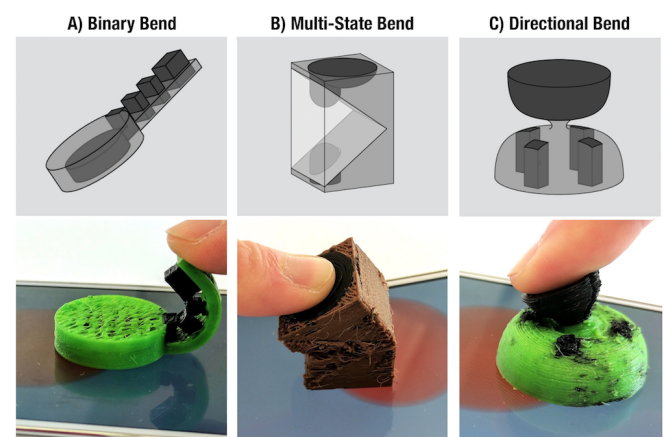 A) Binary Bend
B) Multi-State Bend
C) Directional Bend